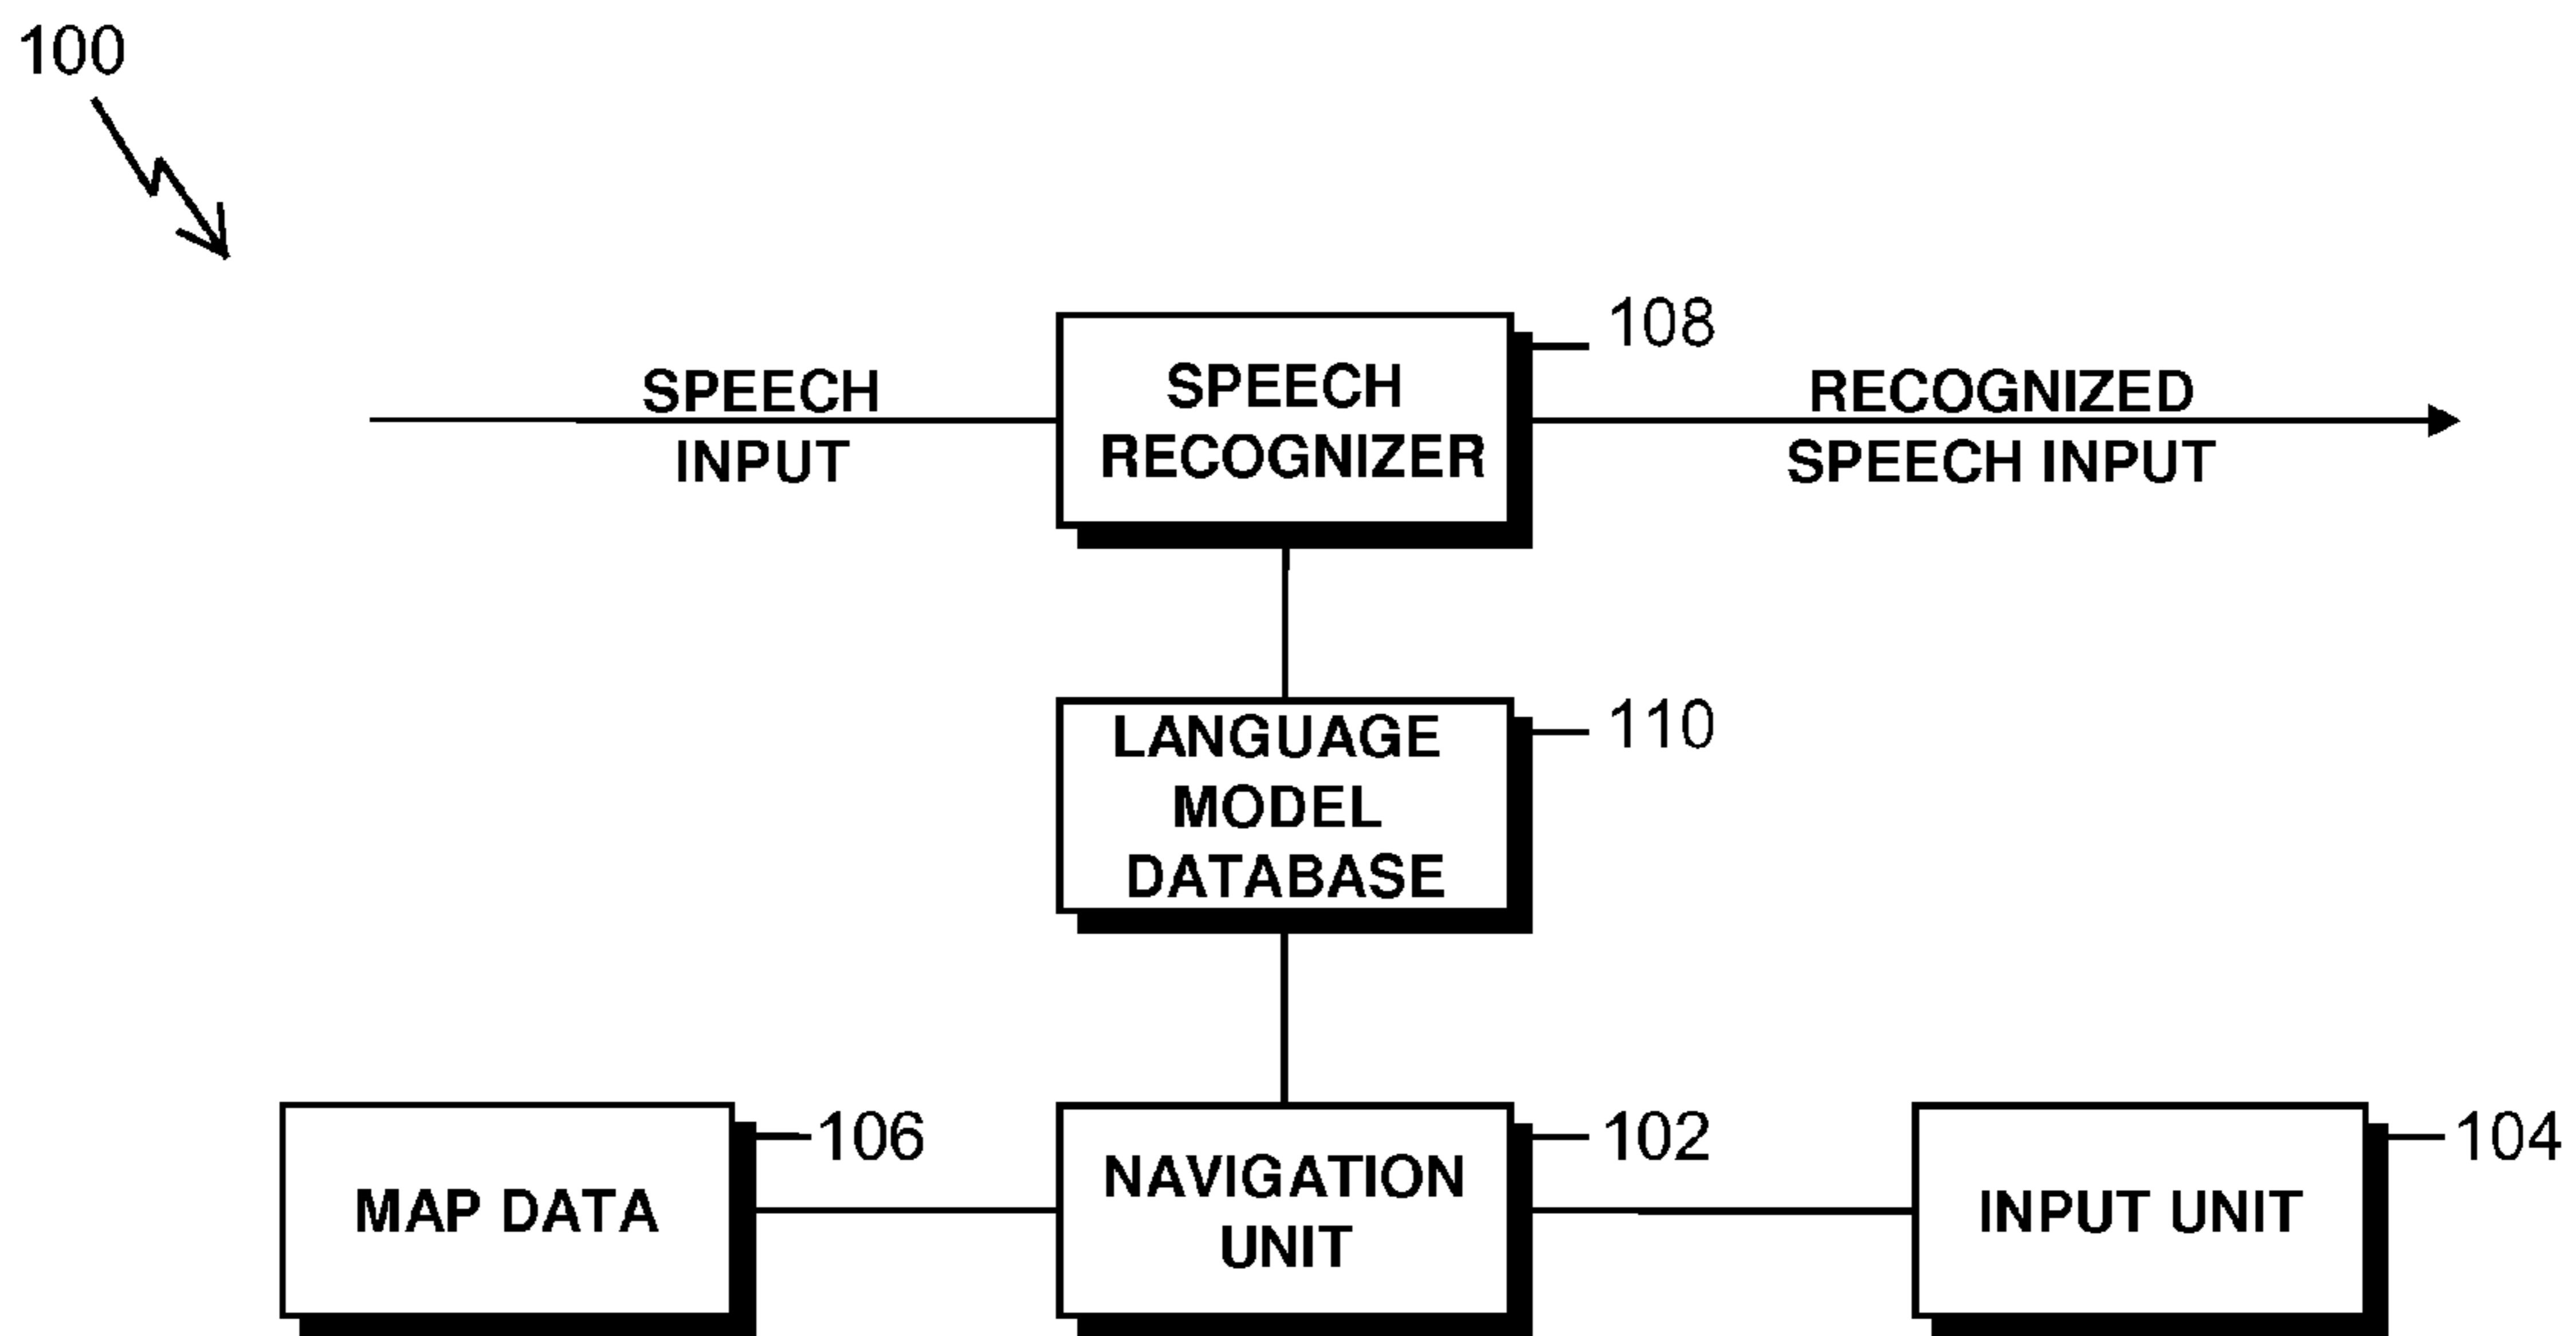 100
108
SPEECH
INPUT
SPEECH
RECOGNIZER
RECOGNIZED
SPEECH INPUT
110
LANGUAGE
MODEL
DATABASE
106
MAP DATA
102
NAVIGATION
UNIT
104
INPUT UNIT